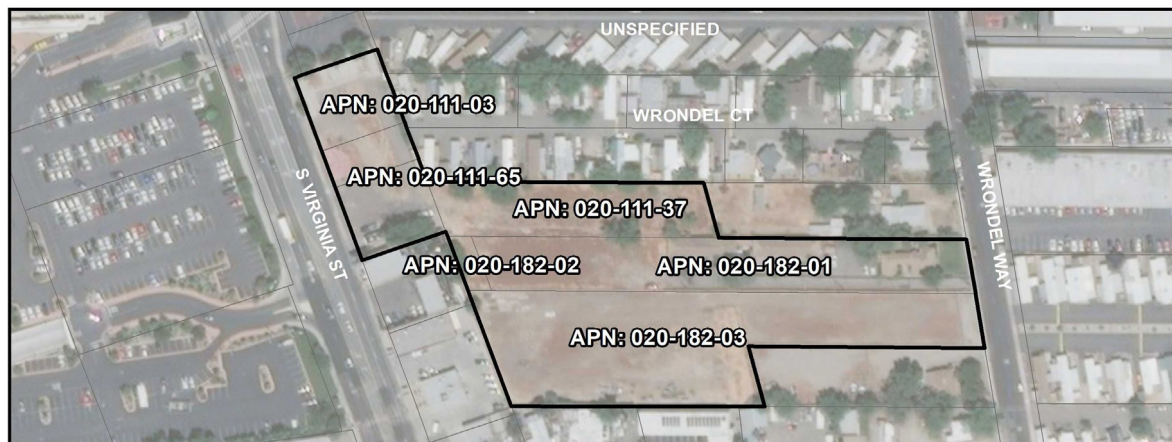 UNSPECIFIED
APN: 020-111-03
WRONDEL CT
APN: 020-111-65
S VIRGINIA ST
APN: 020-111-37
WRONDEL WAY
APN: 020-182-02
APN: 020-182-01
APN: 020-182-03